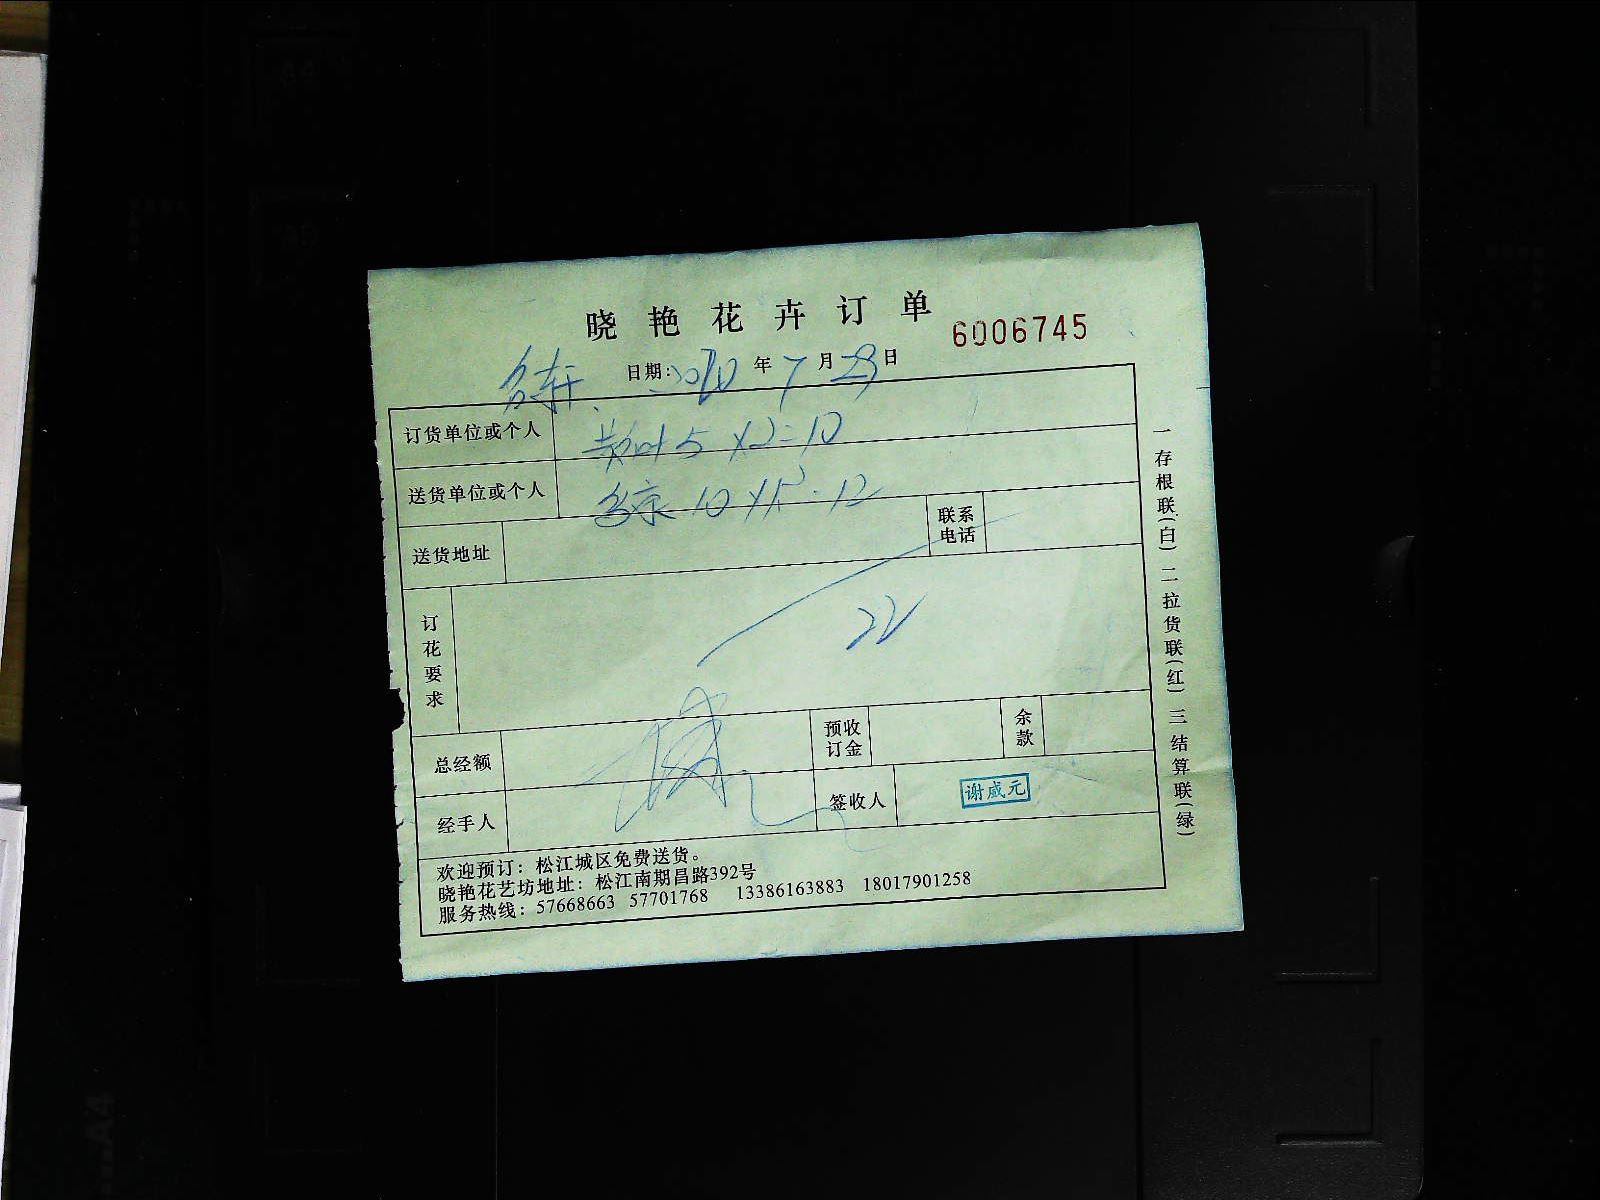 晓艳花卉订单
6006745
日期: 年 7 月 23 日
订货单位或个人 5 X2=10
送货单位或个人 10
送货地址 联系电话
订花要求 22
总经额 预收订金 余款
经手人 签收人 谢威元
欢迎预订：松江城区免费送货。
晓艳花艺坊地址：松江南期昌路392号
服务热线：57668663 57701768 13386163883 18017901258
一存根联(白) 二拉货联(红) 三结算联(绿)
A4